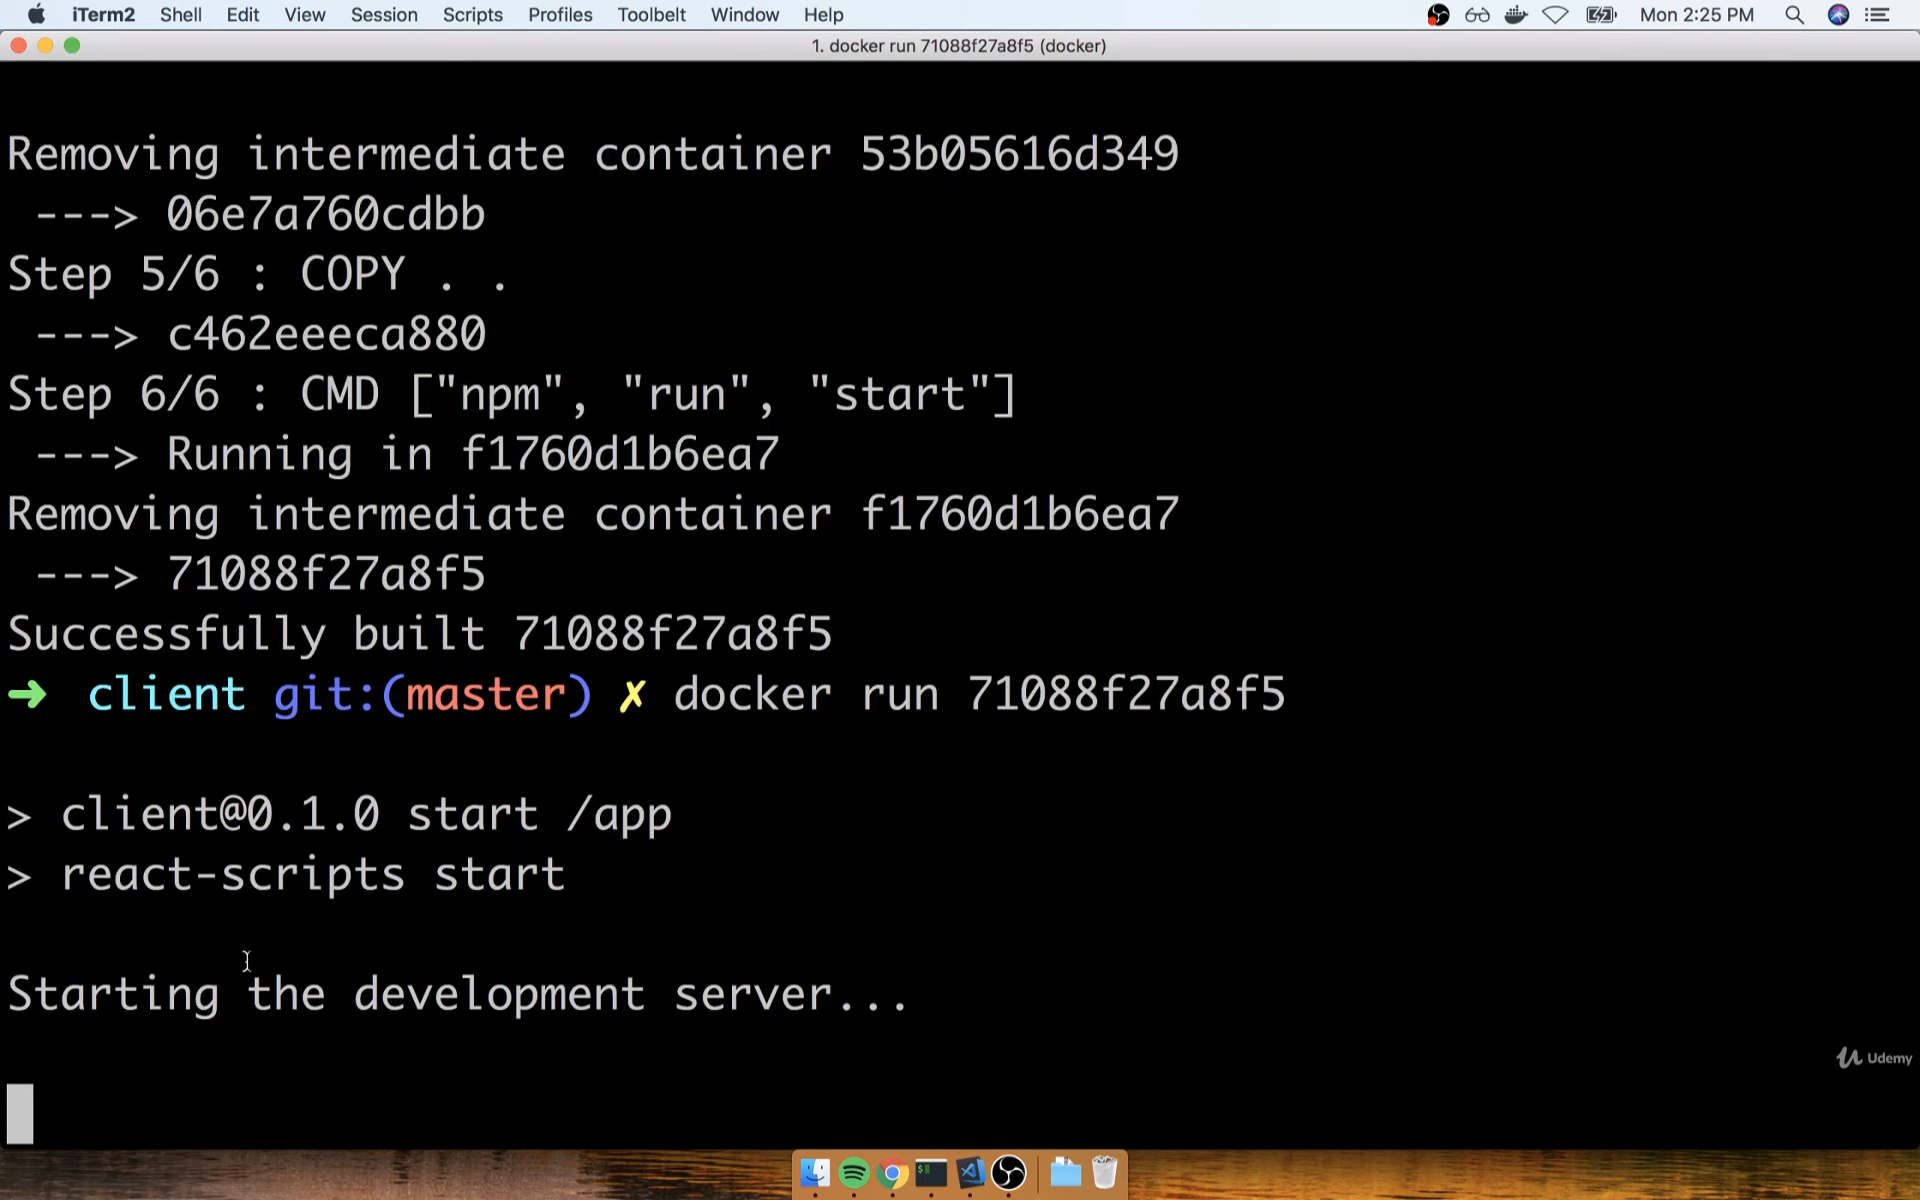 iTerm2 Shell Edit View Session Scripts Profiles Toolbelt Window Help Mon 2:25 PM
1. docker run 71088f27a8f5 (docker)
Removing intermediate container 53b05616d349
---> 06e7a760cdbb
Step 5/6 : COPY . .
---> c462eeeca880
Step 6/6 : CMD ["npm", "run", "start"]
---> Running in f1760d1b6ea7
Removing intermediate container f1760d1b6ea7
---> 71088f27a8f5
Successfully built 71088f27a8f5
➜ client git:(master) ✗ docker run 71088f27a8f5
> client@0.1.0 start /app
> react-scripts start
Starting the development server...
Udemy